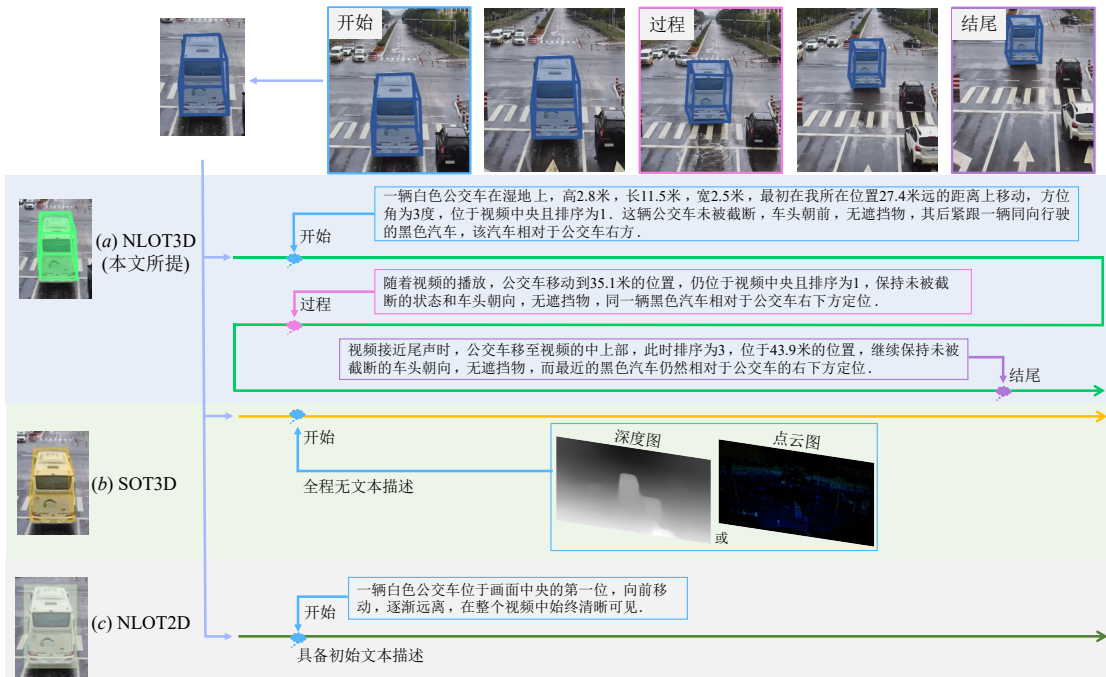 开始
过程
结尾
一辆白色公交车在湿地上，高2.8米，长11.5米，宽2.5米，最初在我所在位置27.4米远的距离上移动，方位
角为3度，位于视频中央且排序为1．这辆公交车未被截断，车头朝前，无遮挡物，其后紧跟一辆同向行驶
的黑色汽车，该汽车相对于公交车右方．
(a) NLOT3D
(本文所提)
开始
随着视频的播放，公交车移动到35.1米的位置，仍位于视频中央且排序为1，保持未被截
断的状态和车头朝向，无遮挡物，同一辆黑色汽车相对于公交车右下方定位．
过程
视频接近尾声时，公交车移至视频的中上部，此时排序为3，位于43.9米的位置，继续保持未被
截断的车头朝向，无遮挡物，而最近的黑色汽车仍然相对于公交车的右下方定位．
结尾
(b) SOT3D
开始
全程无文本描述
深度图
点云图
或
(c) NLOT2D
一辆白色公交车位于画面中央的第一位，向前移
动，逐渐远离，在整个视频中始终清晰可见．
开始
具备初始文本描述